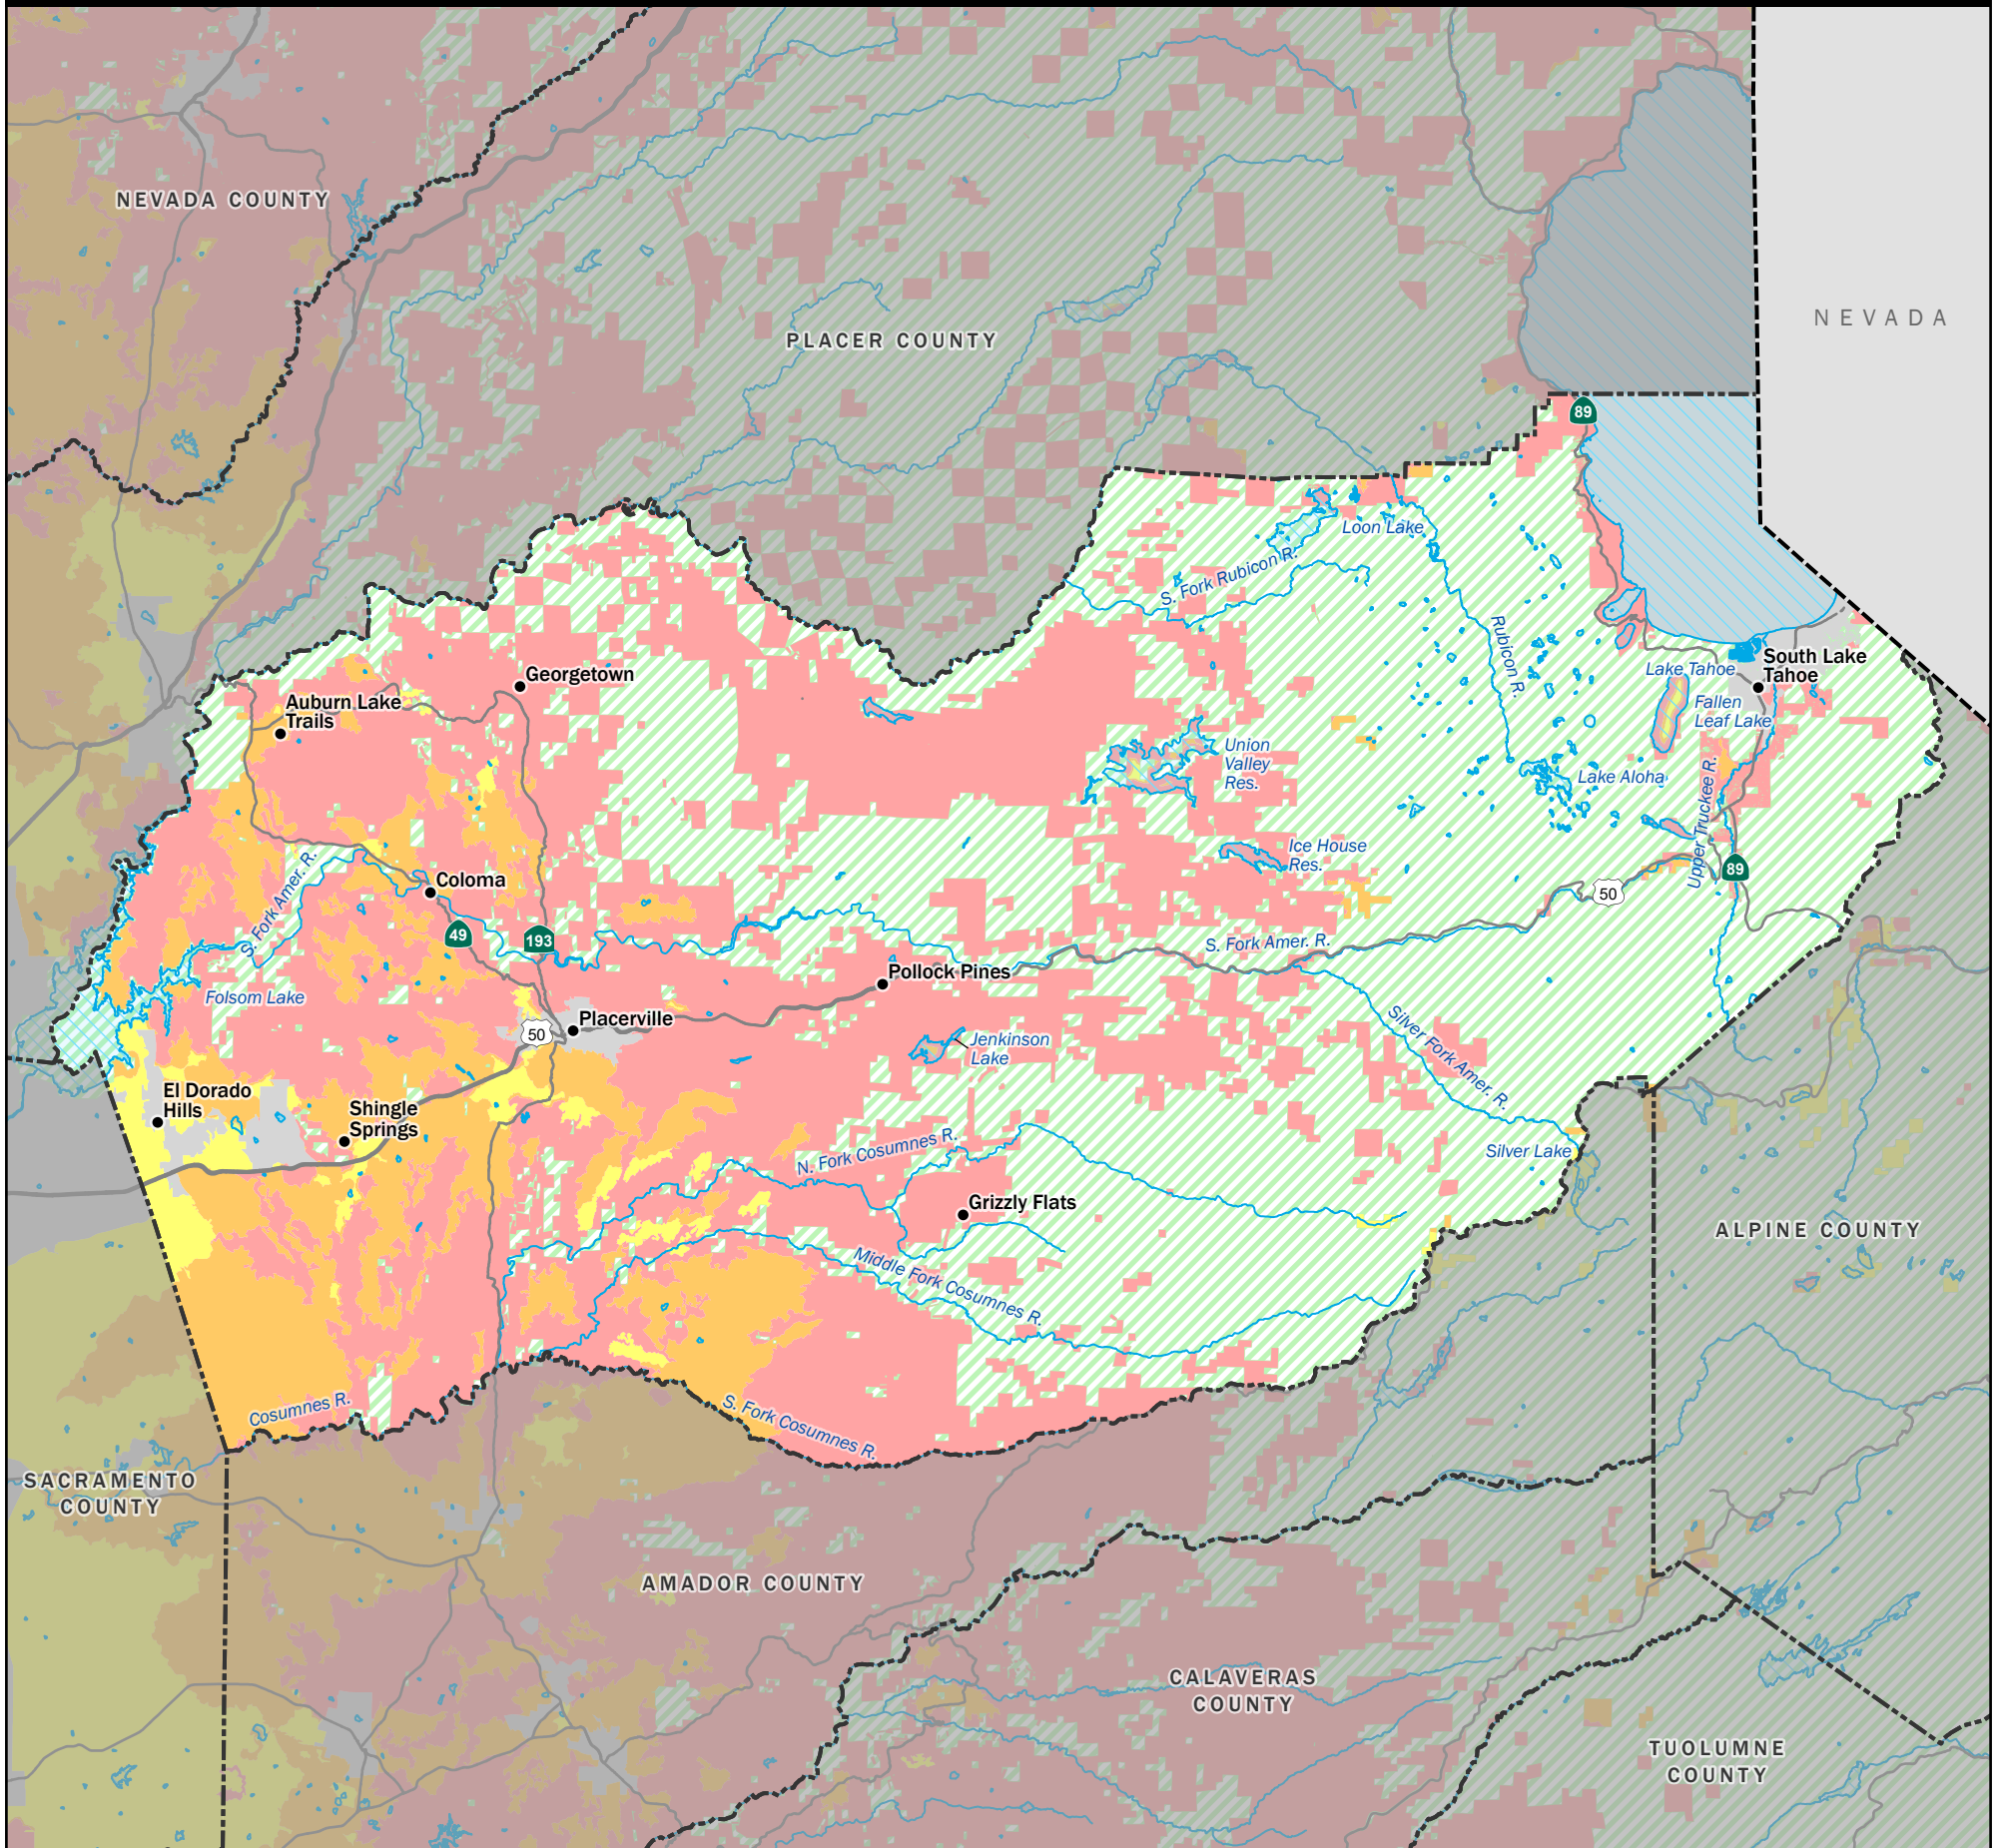 NEVADA COUNTY
PLACER COUNTY
NEVADA
89
Loon Lake
S. Fork Rubicon R.
Rubicon R.
Georgetown
Auburn Lake
Trails
South Lake
Tahoe
Lake Tahoe
Fallen
Leaf Lake
Union
Valley
Res.
Lake Aloha
Upper Truckee R.
Ice House
Res.
89
50
S. Fork Amer. R.
Coloma
49
193
S. Fork Amer. R.
Pollock Pines
Folsom Lake
Placerville
50
Jenkinson
Lake
Silver Fork Amer. R.
El Dorado
Hills
Shingle
Springs
N. Fork Cosumnes R.
Silver Lake
Grizzly Flats
ALPINE COUNTY
Middle Fork Cosumnes R.
Cosumnes R.
S. Fork Cosumnes R.
SACRAMENTO
COUNTY
AMADOR COUNTY
CALAVERAS
COUNTY
TUOLUMNE
COUNTY